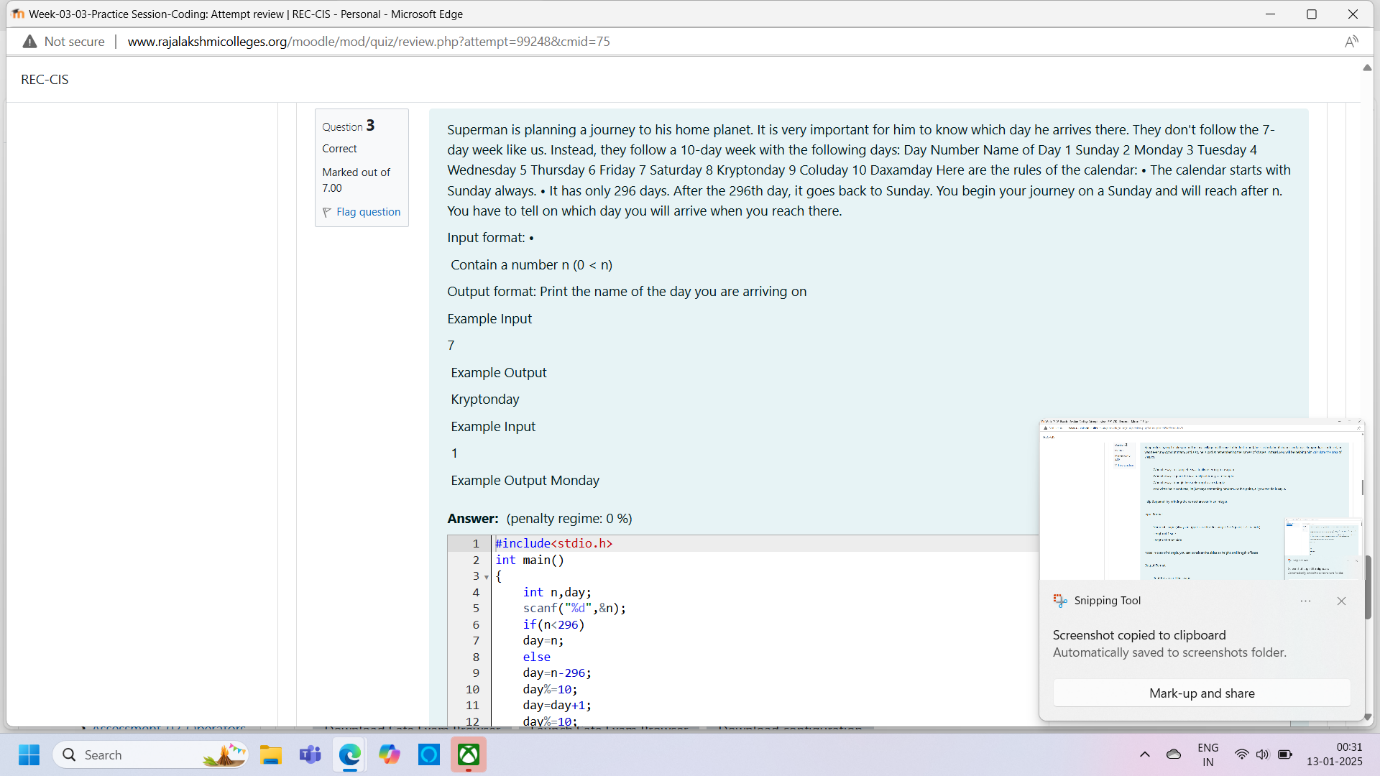 Week-03-03-Practice Session-Coding: Attempt review | REC-CIS - Personal - Microsoft Edge
Not secure | www.rajalakshmicolleges.org/moodle/mod/quiz/review.php?attempt=99248&cmid=75
REC-CIS
Question 3
Correct
Marked out of
7.00
Flag question
Superman is planning a journey to his home planet. It is very important for him to know which day he arrives there. They don't follow the 7-
day week like us. Instead, they follow a 10-day week with the following days: Day Number Name of Day 1 Sunday 2 Monday 3 Tuesday 4
Wednesday 5 Thursday 6 Friday 7 Saturday 8 Kryptonday 9 Coluday 10 Daxamday Here are the rules of the calendar: • The calendar starts with
Sunday always. • It has only 296 days. After the 296th day, it goes back to Sunday. You begin your journey on a Sunday and will reach after n.
You have to tell on which day you will arrive when you reach there.
Input format: •
Contain a number n (0 < n)
Output format: Print the name of the day you are arriving on
Example Input
7
Example Output
Kryptonday
Example Input
1
Example Output Monday
Answer: (penalty regime: 0 %)
1 #include<stdio.h>
2 int main()
3 {
4 int n,day;
5 scanf("%d",&n);
6 if(n<296)
7 day=n;
8 else
9 day=n-296;
10 day%=10;
11 day=day+1;
12 day%=10;
Snipping Tool
Screenshot copied to clipboard
Automatically saved to screenshots folder.
Mark-up and share
Search
ENG
IN
00:31
13-01-2025